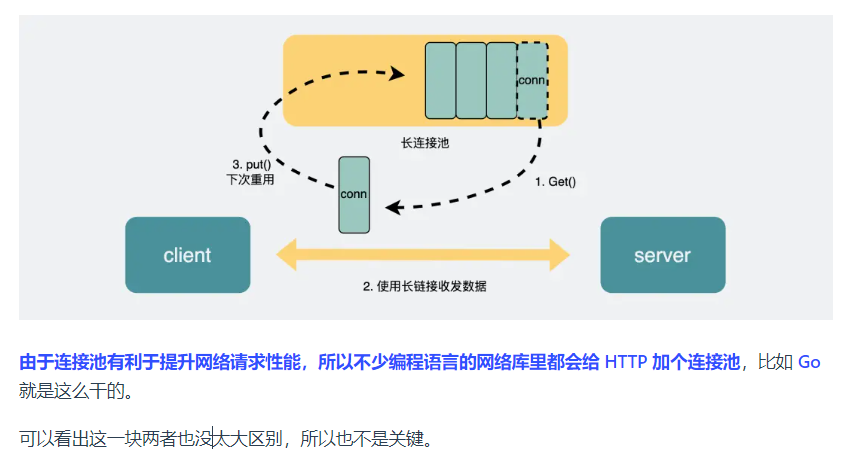 conn
长连接池
3. put()
下次重用
conn
1. Get()
client
server
2. 使用长链接收发数据
由于连接池有利于提升网络请求性能，所以不少编程语言的网络库里都会给 HTTP 加个连接池，比如 Go
就是这么干的。
可以看出这一块两者也没太大区别，所以也不是关键。